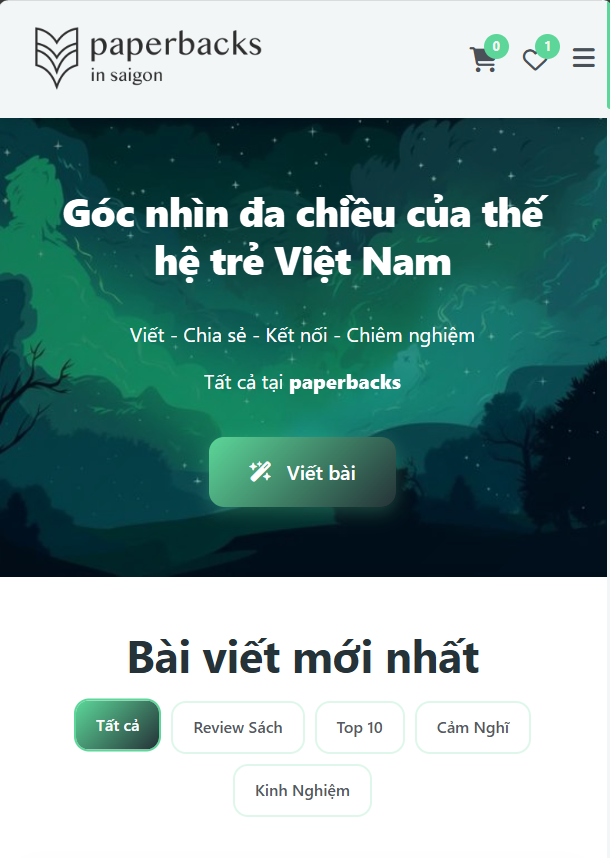 paperbacks
in saigon
0
1
Góc nhìn đa chiều của thế
hệ trẻ Việt Nam
Viết - Chia sẻ - Kết nối - Chiêm nghiệm
Tất cả tại paperbacks
Viết bài
Bài viết mới nhất
Tất cả
Review Sách
Top 10
Cảm Nghĩ
Kinh Nghiệm